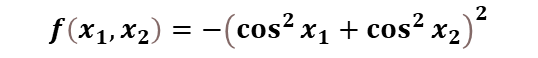 f(x₁, x₂) = −(cos² x₁ + cos² x₂)²